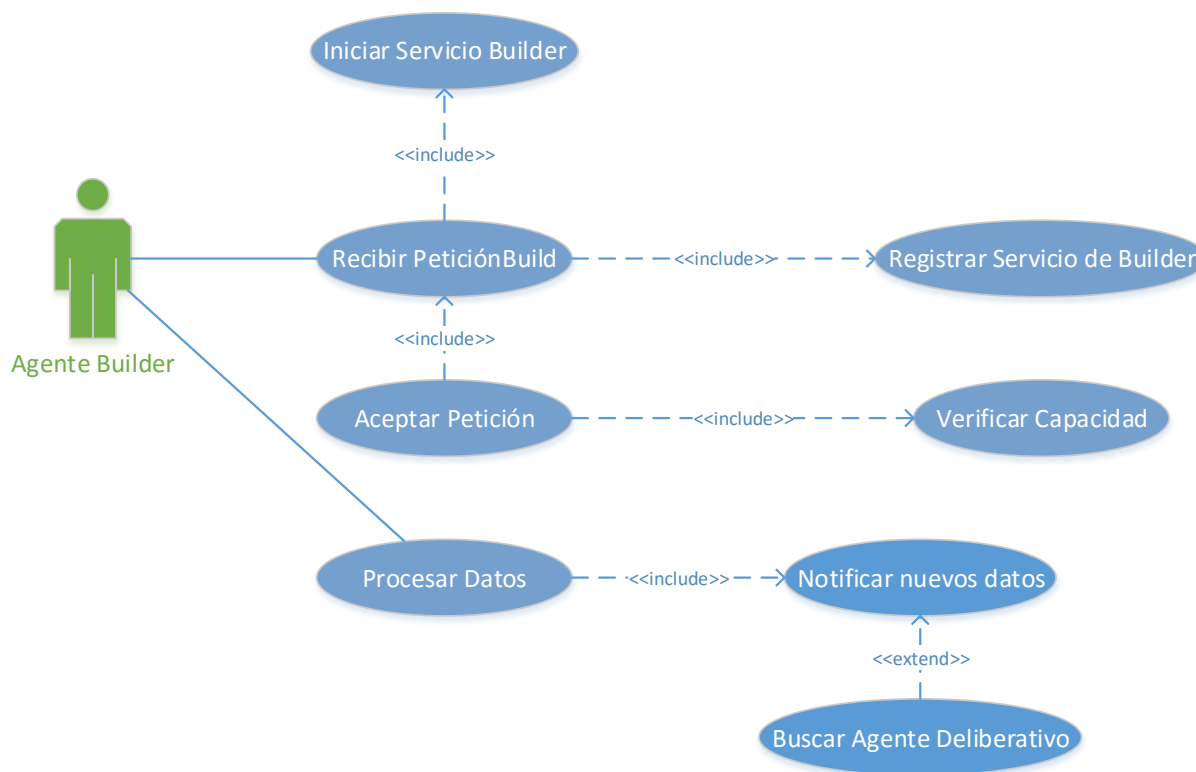 Iniciar Servicio Builder
<<include>>
Recibir PeticiónBuild
<<include>>
Registrar Servicio de Builder
<<include>>
Agente Builder
Aceptar Petición
<<include>>
Verificar Capacidad
Procesar Datos
<<include>>
Notificar nuevos datos
<<extend>>
Buscar Agente Deliberativo